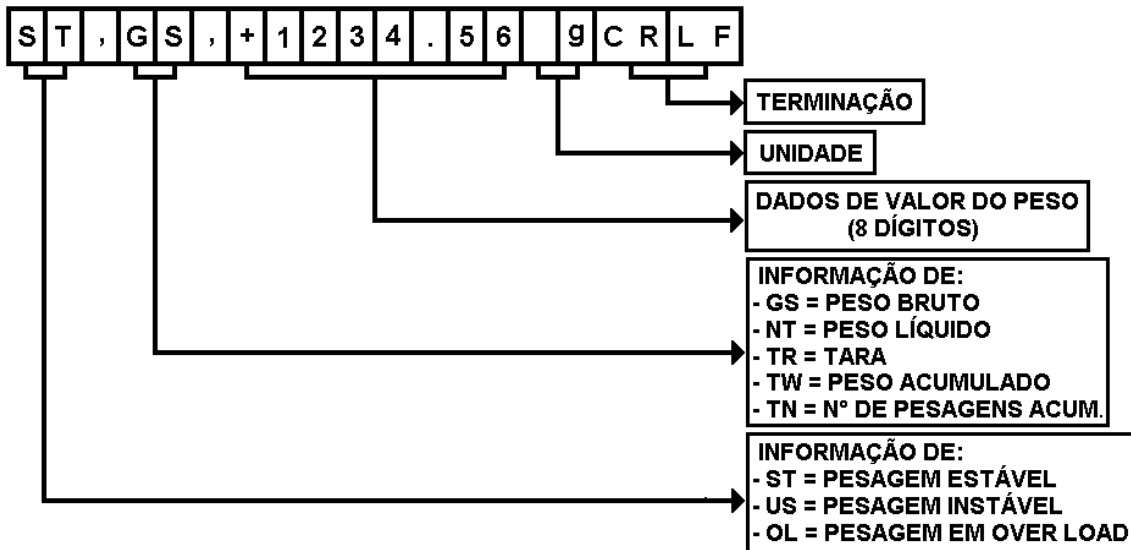 ST,GS,+1234.56 gCRLF
TERMINAÇÃO
UNIDADE
DADOS DE VALOR DO PESO
(8 DÍGITOS)
INFORMAÇÃO DE:
- GS = PESO BRUTO
- NT = PESO LÍQUIDO
- TR = TARA
- TW = PESO ACUMULADO
- TN = Nº DE PESAGENS ACUM.
INFORMAÇÃO DE:
- ST = PESAGEM ESTÁVEL
- US = PESAGEM INSTÁVEL
- OL = PESAGEM EM OVER LOAD